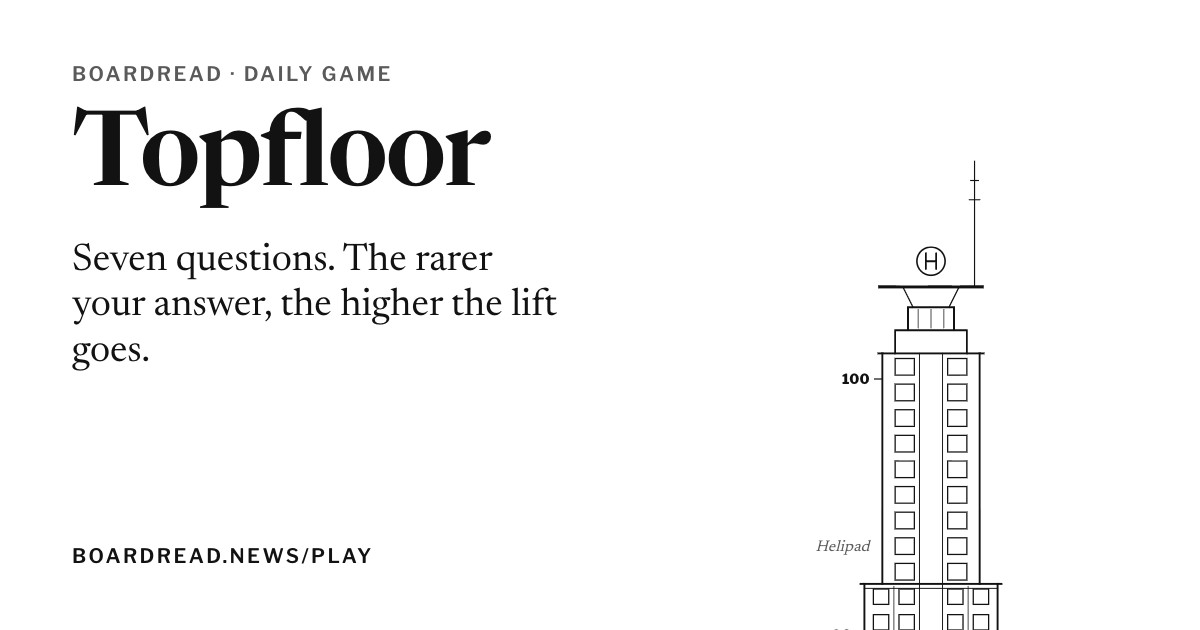 BOARDREAD · DAILY GAME
Topfloor
Seven questions. The rarer
your answer, the higher the lift
goes.
H
100
Helipad
BOARDREAD.NEWS/PLAY